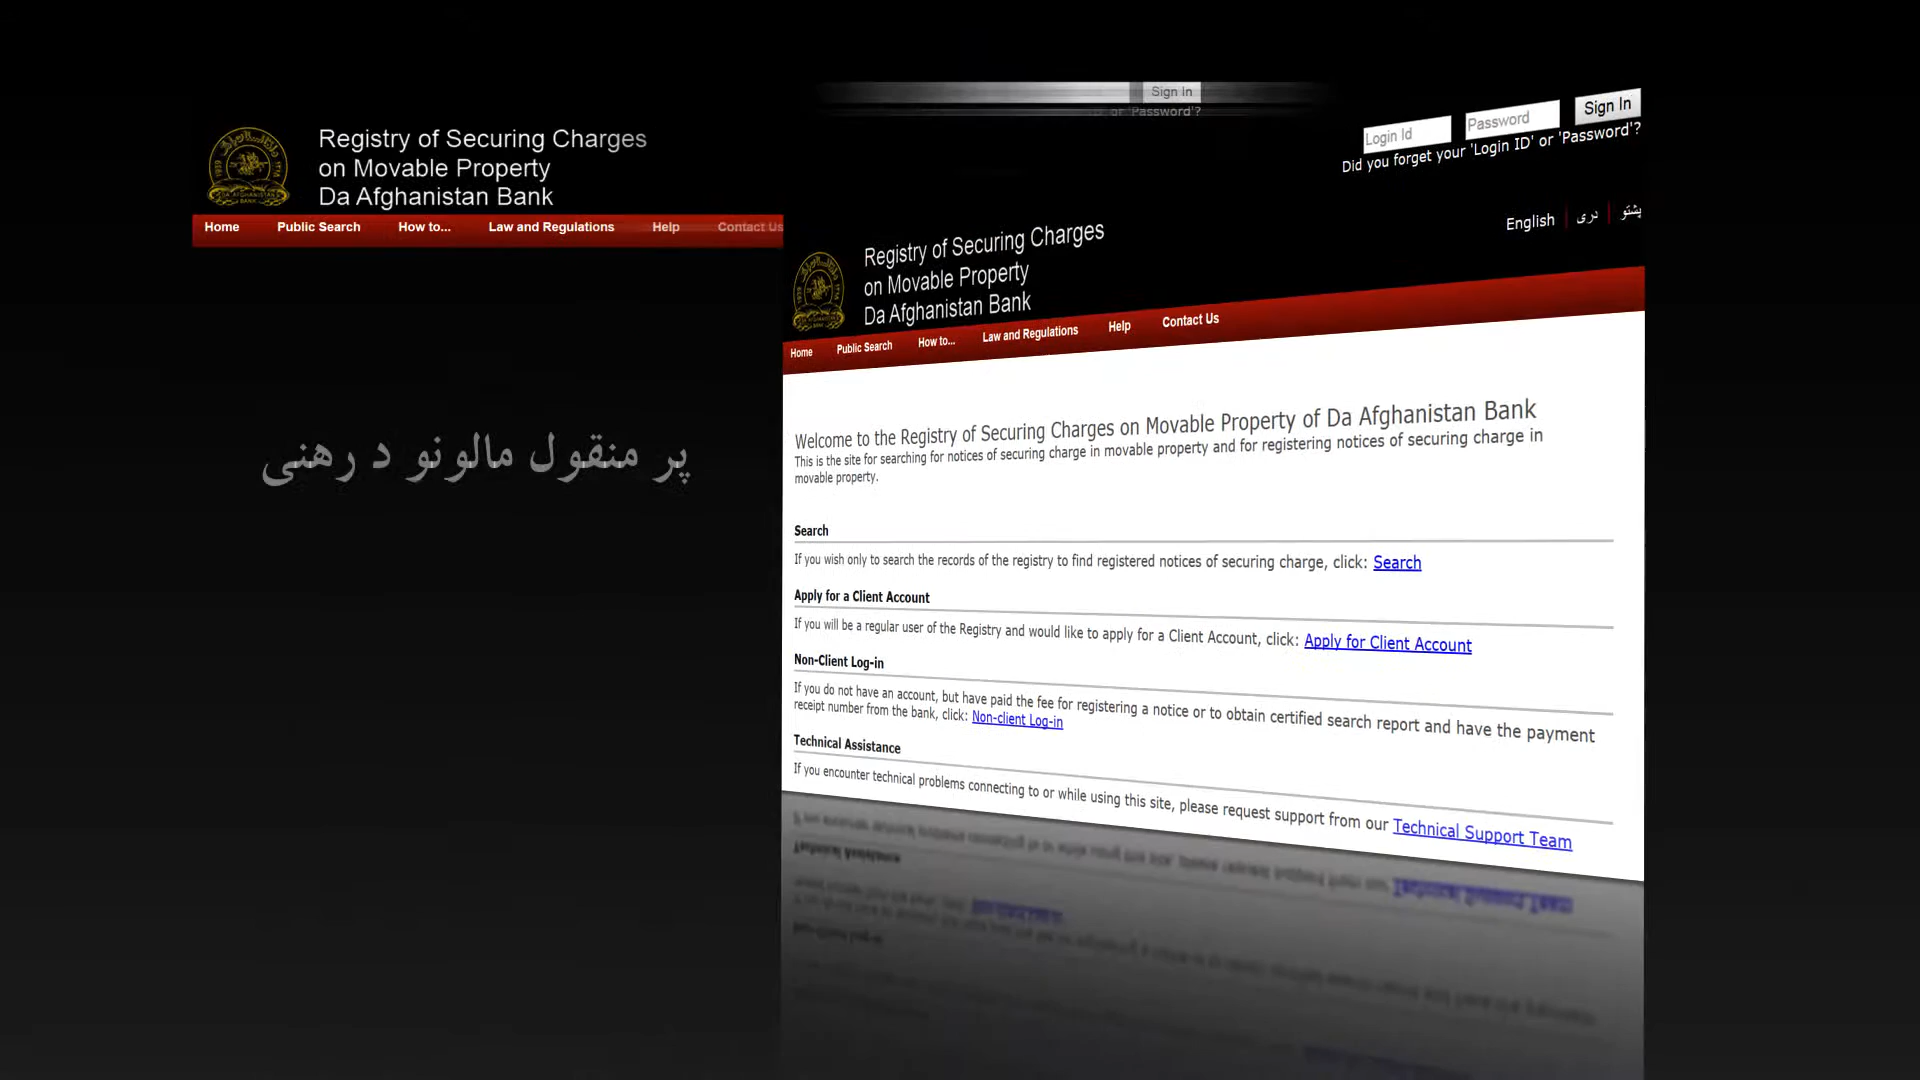 Registry of Securing Charges
on Movable Property
Da Afghanistan Bank
Home Public Search How to... Law and Regulations Help Contact Us
پر منقول مالونو د رهنی
Sign In
or 'Password'?
Login Id Password Sign In
Did you forget your 'Login ID' or 'Password'?
English دری پشتو
Registry of Securing Charges
on Movable Property
Da Afghanistan Bank
Home Public Search How to... Law and Regulations Help Contact Us
Welcome to the Registry of Securing Charges on Movable Property of Da Afghanistan Bank
This is the site for searching for notices of securing charge in movable property and for registering notices of securing charge in
movable property.
Search
If you wish only to search the records of the registry to find registered notices of securing charge, click: Search
Apply for a Client Account
If you will be a regular user of the Registry and would like to apply for a Client Account, click: Apply for Client Account
Non-Client Log-in
If you do not have an account, but have paid the fee for registering a notice or to obtain certified search report and have the payment
receipt number from the bank, click: Non-client Log-in
Technical Assistance
If you encounter technical problems connecting to or while using this site, please request support from our Technical Support Team